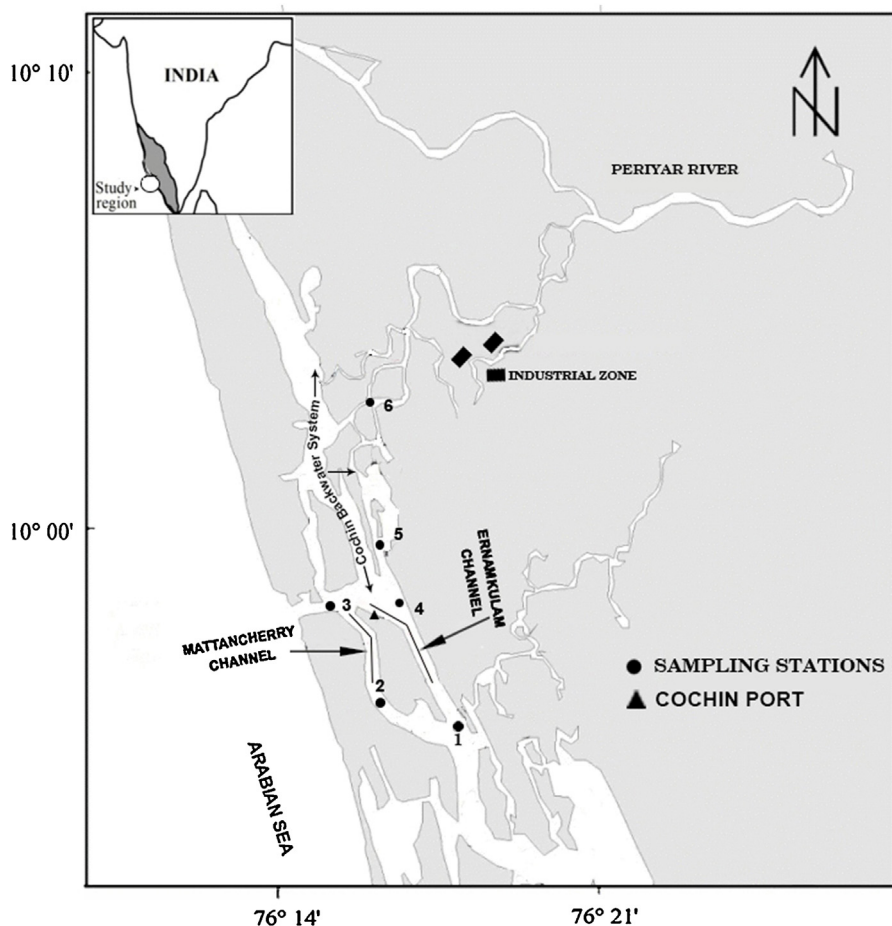 10° 10'
INDIA
Study
region
N
PERIYAR RIVER
INDUSTRIAL ZONE
6
Cochin Backwater System
10° 00'
5
ERNAMKULAM
CHANNEL
3
4
MATTANCHERRY
CHANNEL
SAMPLING STATIONS
2
COCHIN PORT
1
ARABIAN SEA
76° 14'
76° 21'